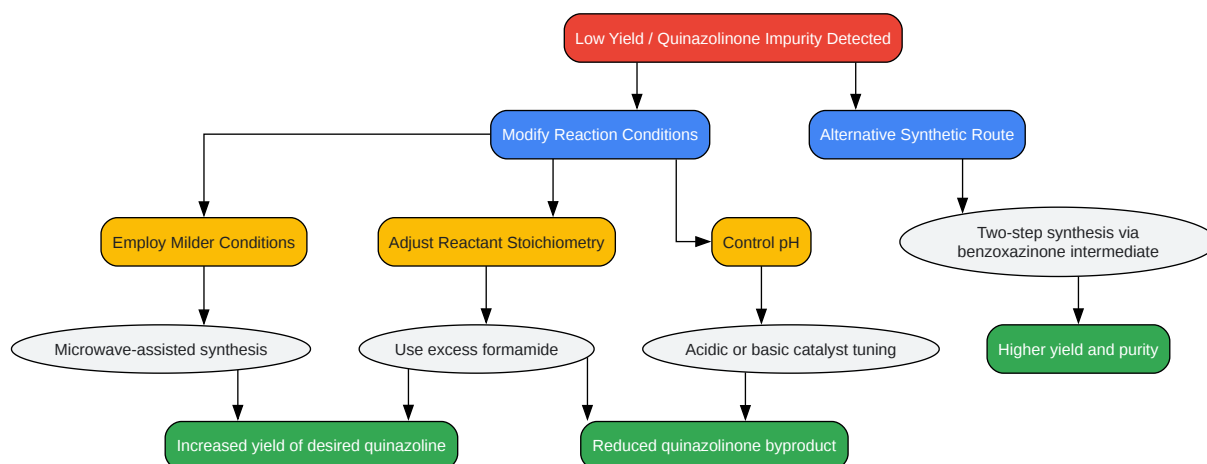 Low Yield / Quinazolinone Impurity Detected
Modify Reaction Conditions
Alternative Synthetic Route
Employ Milder Conditions
Adjust Reactant Stoichiometry
Control pH
Two-step synthesis via
benzoxazinone intermediate
Microwave-assisted synthesis
Use excess formamide
Acidic or basic catalyst tuning
Higher yield and purity
Increased yield of desired quinazoline
Reduced quinazolinone byproduct